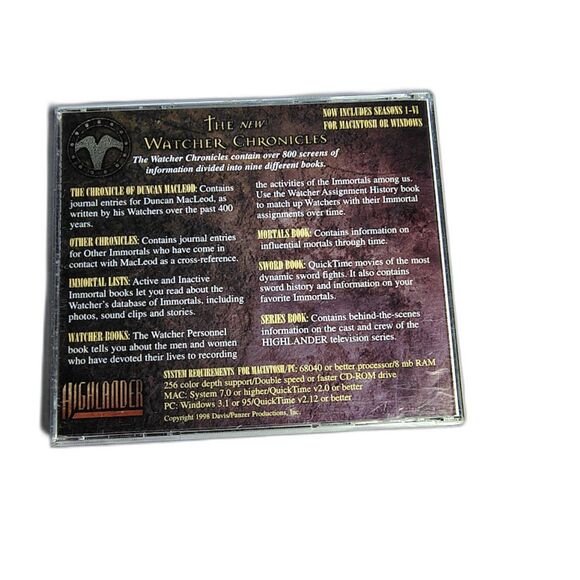 THE NEW
WATCHER CHRONICLES
NOW INCLUDES SEASONS 1-VI
FOR MACINTOSH OR WINDOWS
The Watcher Chronicles contain over 800 screens of
information divided into nine different books.
THE CHRONICLE OF DUNCAN MACLEOD: Contains
journal entries for Duncan MacLeod, as
written by his Watchers over the past 400
years.
OTHER CHRONICLES: Contains journal entries
for Other Immortals who have come in
contact with MacLeod as a cross-reference.
IMMORTAL LISTS: Active and Inactive
Immortal books let you read about the
Watcher's database of Immortals, including
photos, sound clips and stories.
WATCHER BOOKS: The Watcher Personnel
book tells you about the men and women
who have devoted their lives to recording
the activities of the Immortals among us.
Use the Watcher Assignment History book
to match up Watchers with their Immortal
assignments over time.
MORTALS BOOK: Contains information on
influential mortals through time.
SWORD BOOK: QuickTime movies of the most
dynamic sword fights. It also contains
sword history and information on your
favorite Immortals.
SERIES BOOK: Contains behind-the-scenes
information on the cast and crew of the
HIGHLANDER television series.
SYSTEM REQUIREMENTS FOR MACINTOSH/PC: 68040 or better processor/8 mb RAM
256 color depth support/Double speed or faster CD-ROM drive
MAC: System 7.0 or higher/QuickTime v2.0 or better
PC: Windows 3.1 or 95/QuickTime v2.12 or better
Copyright 1998 Davis/Panzer Productions, Inc.
HIGHLANDER